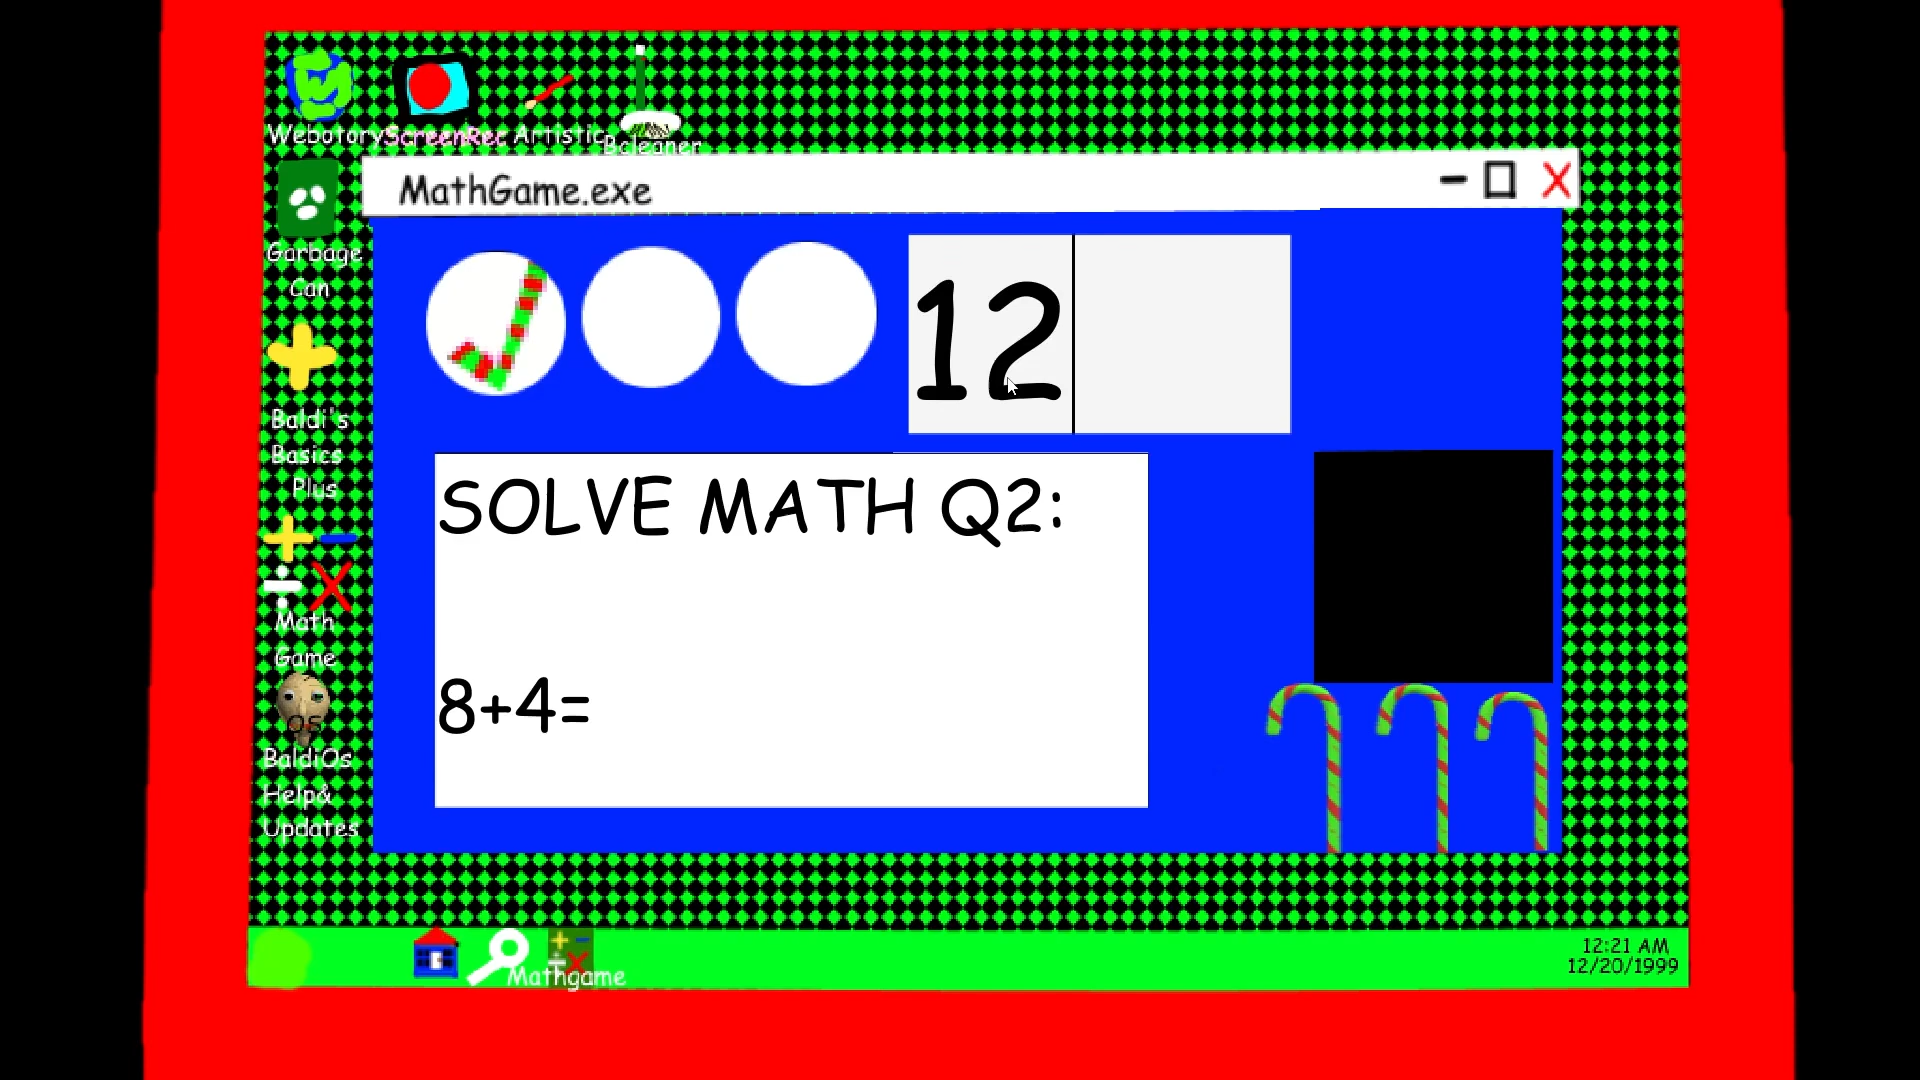 Webotory ScreenRec Artistic Bcleaner
MathGame.exe
Garbage
Can
12
Baldi's
Basics
Plus
SOLVE MATH Q2:
8+4=
Math
Game
OS
BaldiOs
Help&
Updates
Mathgame
12:21 AM
12/20/1999